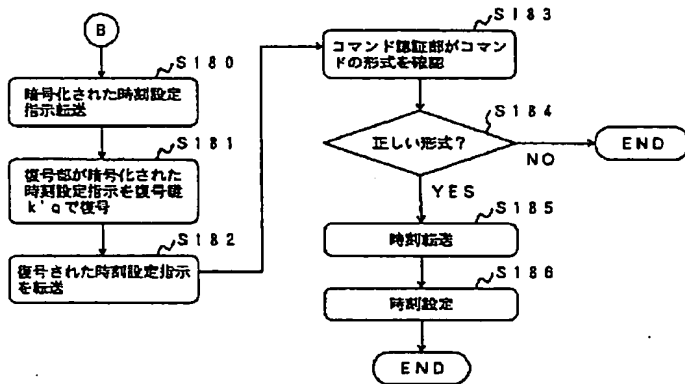 B
S180
暗号化された時刻設定
指示転送
S181
復号部が暗号化された
時刻設定指示を復号鍵
k'qで復号
S182
復号された時刻設定指示
を転送
S183
コマンド認証部がコマン
ドの形式を確認
S184
正しい形式?
NO
END
YES
S185
時刻転送
S186
時刻設定
END